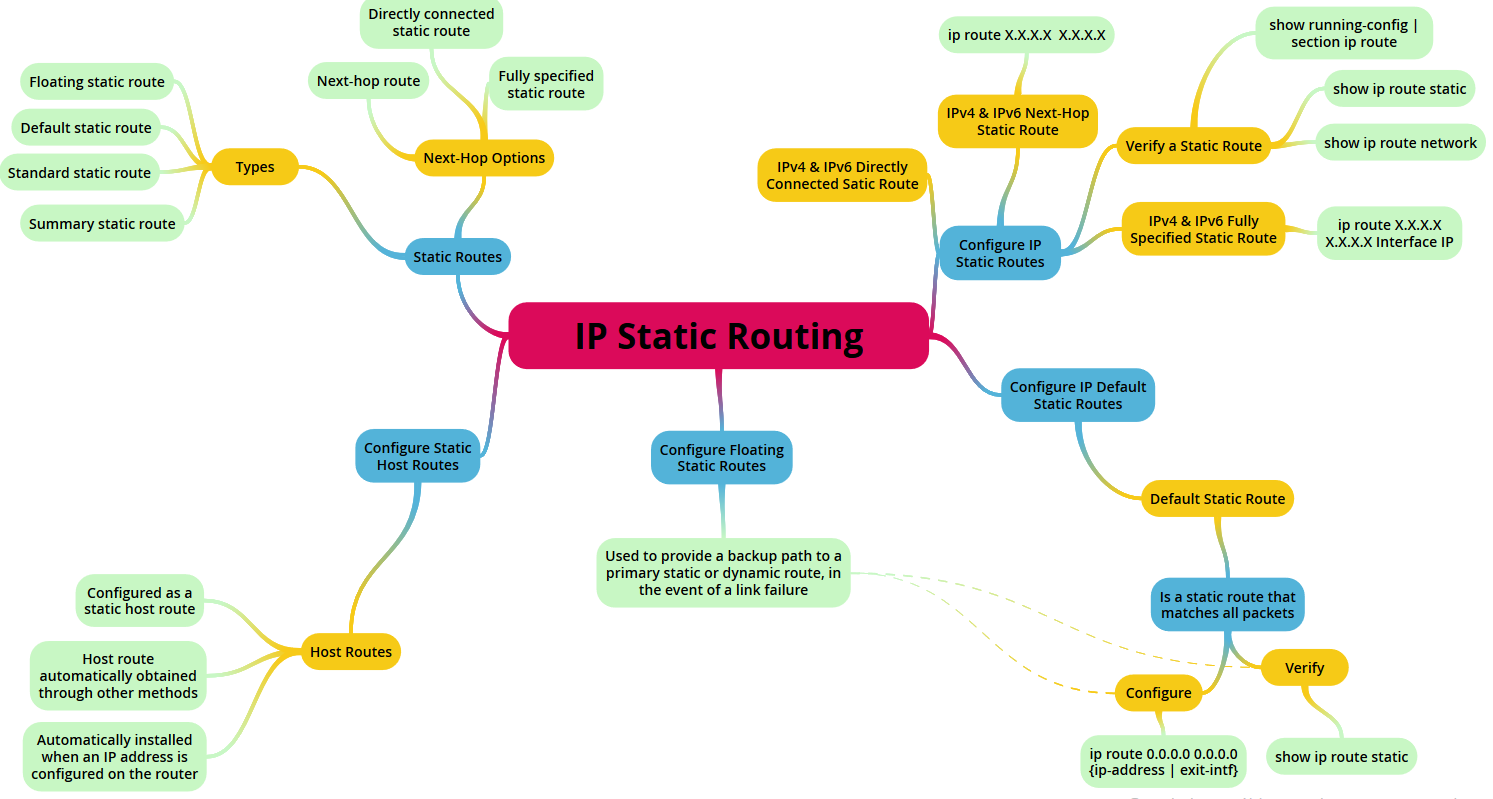 Directly connected
static route
Floating static route
Next-hop route
Fully specified
static route
Default static route
Types
Next-Hop Options
Standard static route
Summary static route
Static Routes
ip route X.X.X.X  X.X.X.X
show running-config |
section ip route
IPv4 & IPv6 Next-Hop
Static Route
show ip route static
Verify a Static Route
show ip route network
IPv4 & IPv6 Directly
Connected Satic Route
IPv4 & IPv6 Fully
Specified Static Route
ip route X.X.X.X
X.X.X.X Interface IP
Configure IP
Static Routes
IP Static Routing
Configure IP Default
Static Routes
Configure Static
Host Routes
Configure Floating
Static Routes
Default Static Route
Used to provide a backup path to a
primary static or dynamic route, in
the event of a link failure
Configured as a
static host route
Is a static route that
matches all packets
Host Routes
Host route
automatically obtained
through other methods
Verify
Configure
Automatically installed
when an IP address is
configured on the router
ip route 0.0.0.0 0.0.0.0
{ip-address | exit-intf}
show ip route static